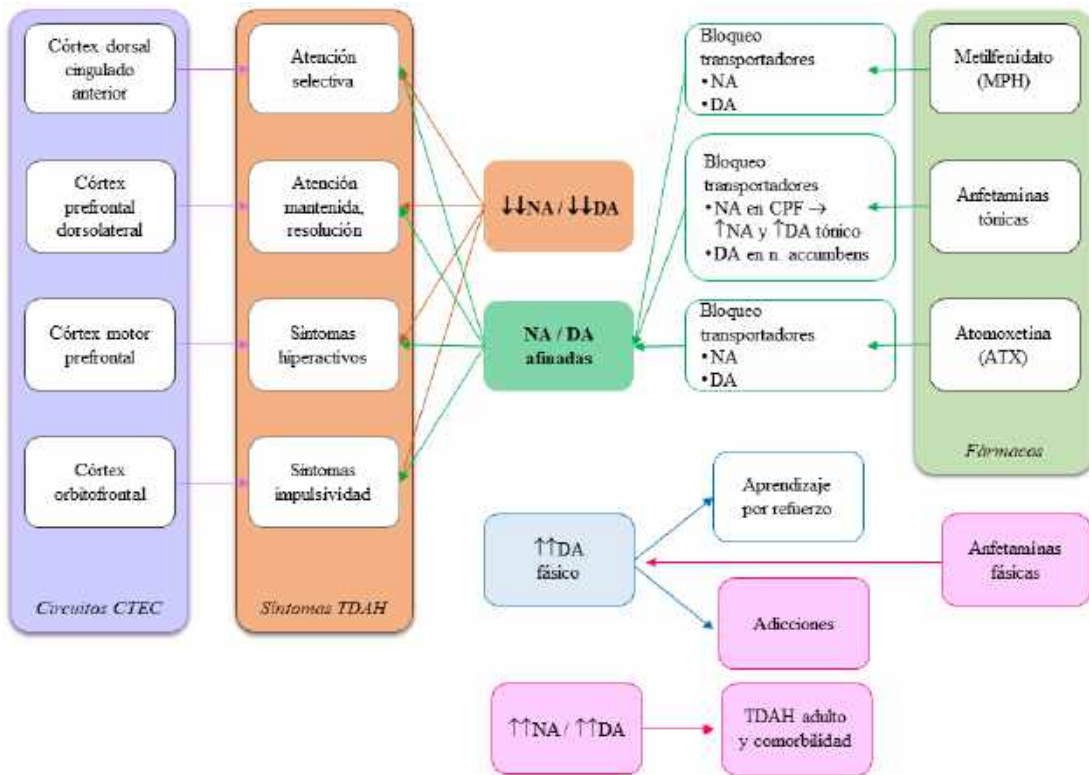 Córtex dorsal
cingulado
anterior
Córtex
prefrontal
dorsolateral
Córtex motor
prefrontal
Córtex
orbitofrontal
Circuitos CTEC
Atención
selectiva
Atención
mantenida,
resolución
Síntomas
hiperactivos
Síntomas
impulsividad
Síntomas TDAH
↓↓NA / ↓↓DA
NA / DA
afinadas
Bloqueo
transportadores
•NA
•DA
Bloqueo
transportadores
•NA en CPF →
↑NA y ↑DA tónico
•DA en n. accumbens
Bloqueo
transportadores
•NA
•DA
Metilfenidato
(MPH)
Anfetaminas
tónicas
Atomoxetina
(ATX)
Fármacos
↑↑DA
fásico
Aprendizaje
por refuerzo
Adicciones
Anfetaminas
fásicas
↑↑NA / ↑↑DA
TDAH adulto
y comorbilidad